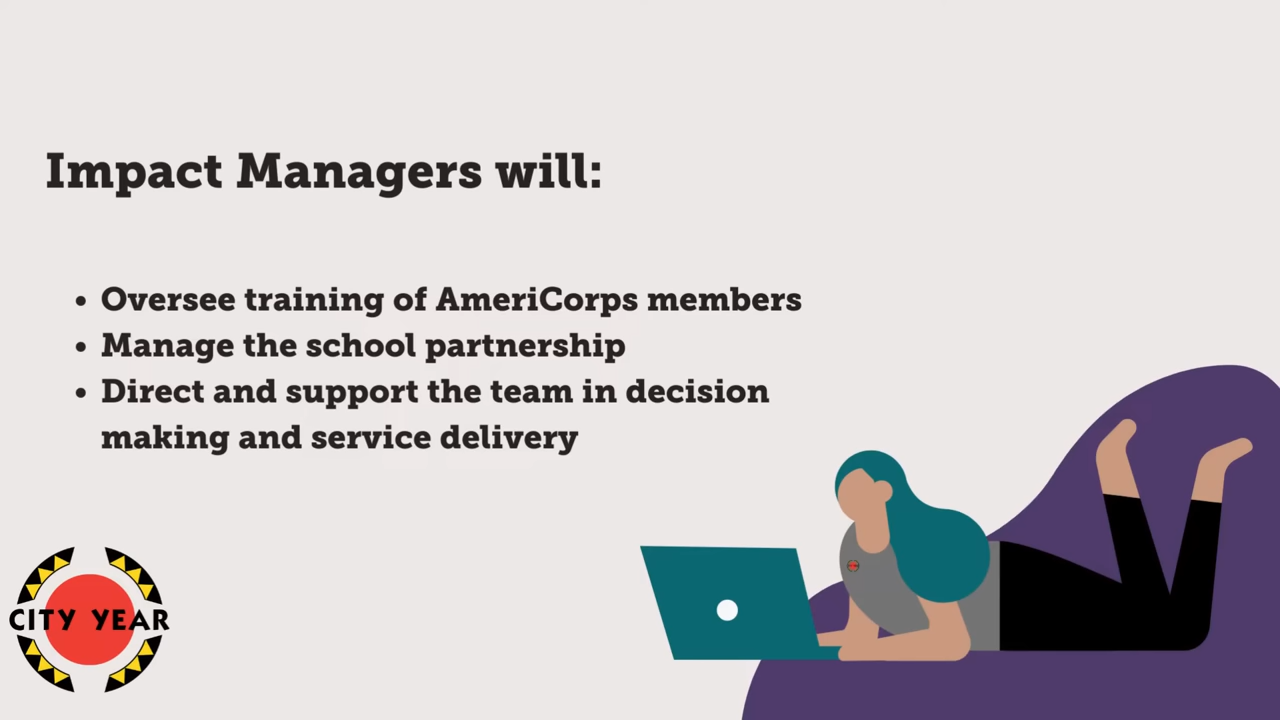 Impact Managers will:
• Oversee training of AmeriCorps members
• Manage the school partnership
• Direct and support the team in decision
making and service delivery
CITY YEAR